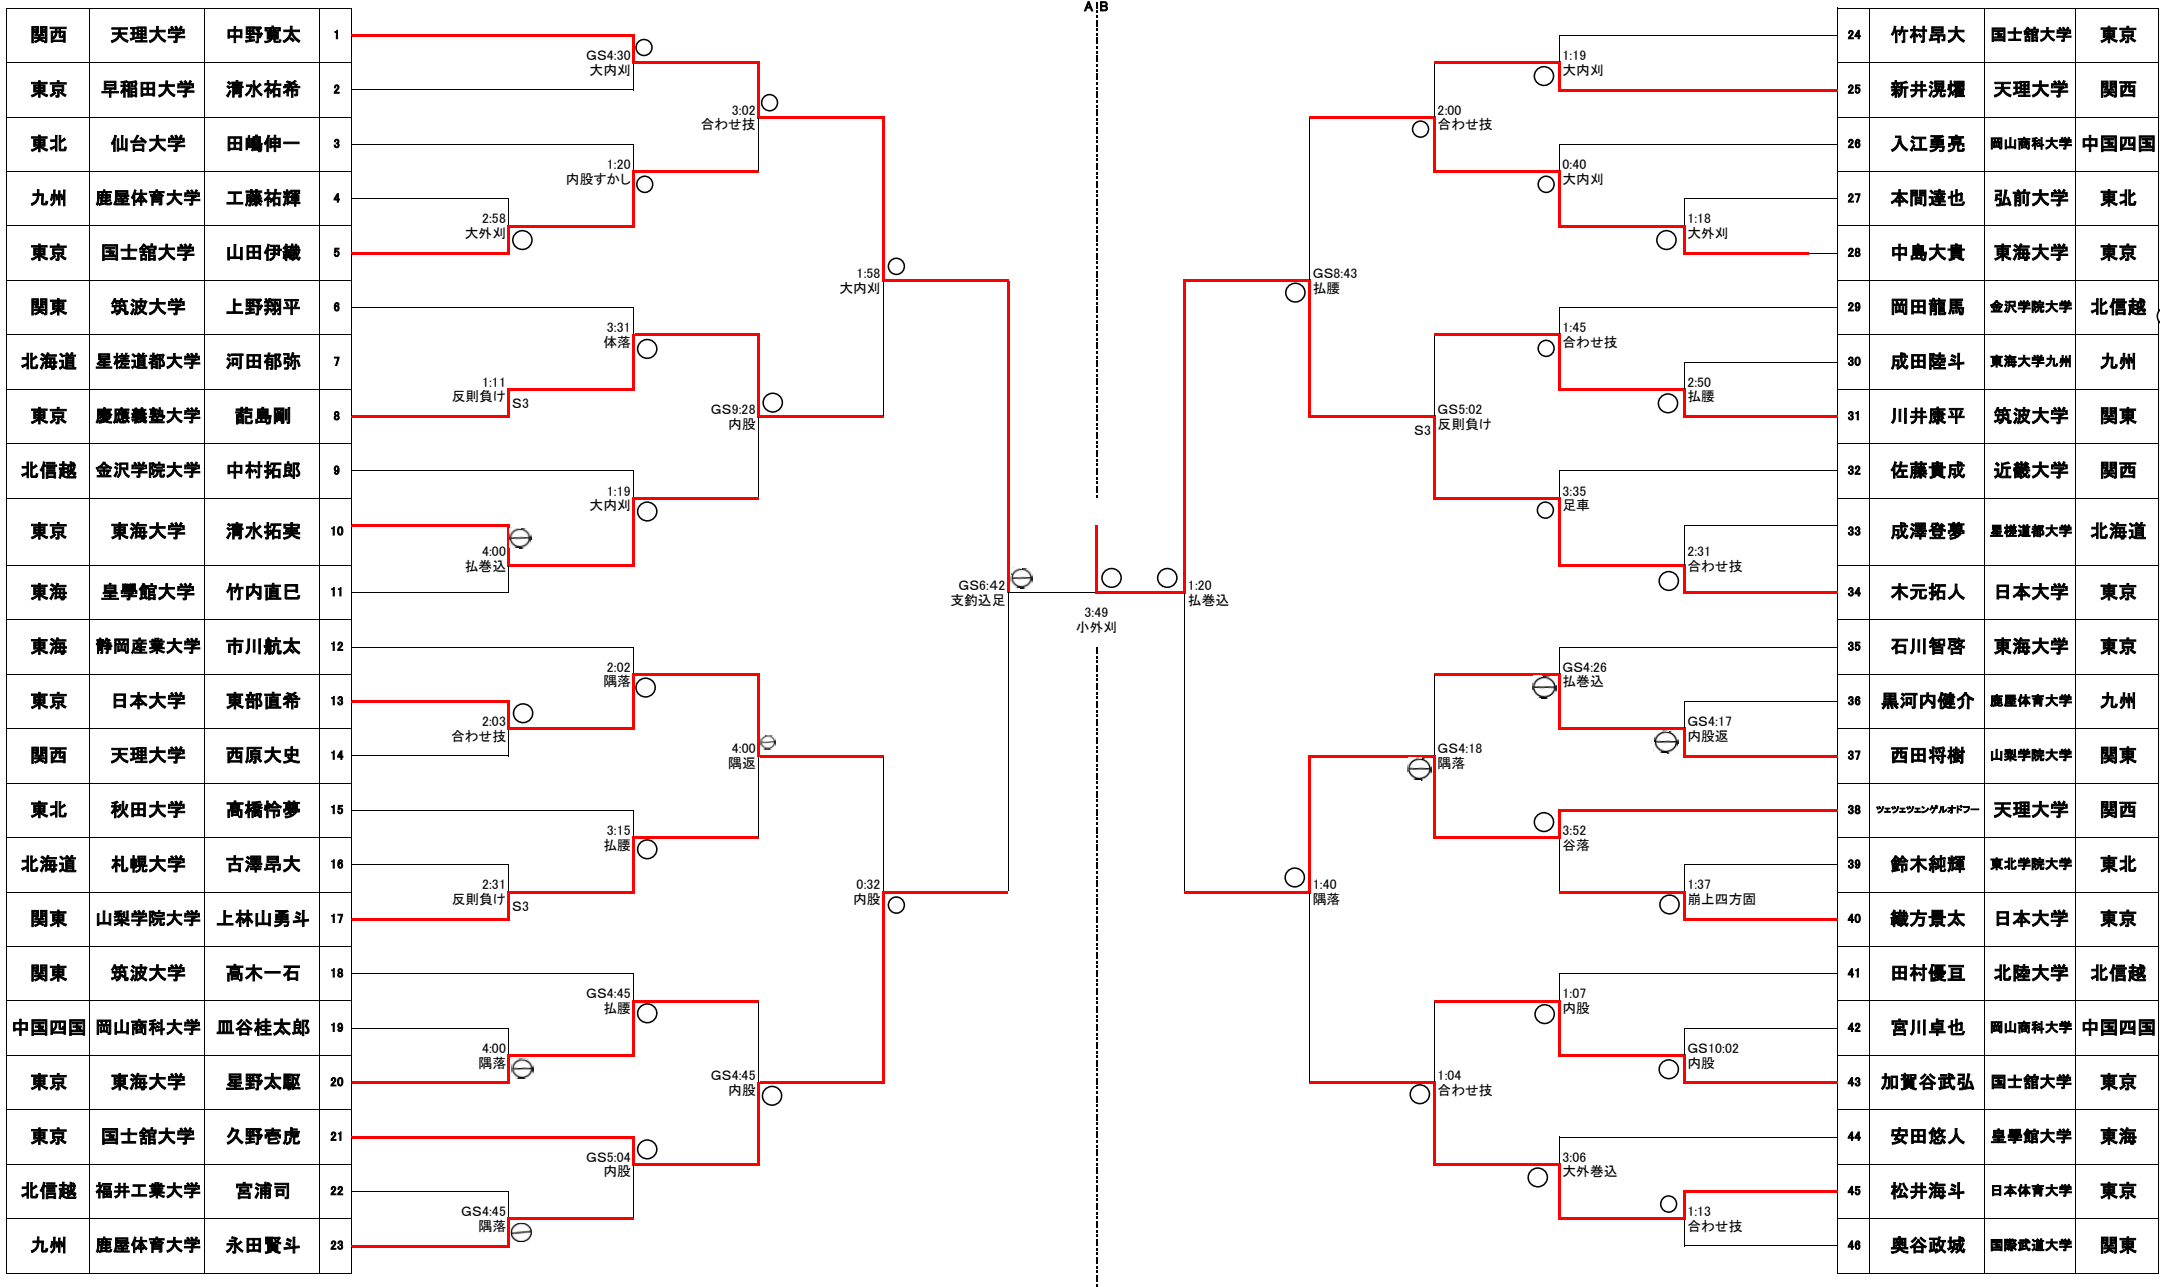 A B
関西 天理大学 中野寛太 1
東京 早稲田大学 清水祐希 2
東北 仙台大学 田嶋伸一 3
九州 鹿屋体育大学 工藤祐輝 4
東京 国士舘大学 山田伊織 5
関東 筑波大学 上野翔平 6
北海道 星槎道都大学 河田郁弥 7
東京 慶應義塾大学 蓜島剛 8
北信越 金沢学院大学 中村拓郎 9
東京 東海大学 清水拓実 10
東海 皇學館大学 竹内直巳 11
東海 静岡産業大学 市川航太 12
東京 日本大学 東部直希 13
関西 天理大学 西原大史 14
東北 秋田大学 高橋怜夢 15
北海道 札幌大学 古澤昂大 16
関東 山梨学院大学 上林山勇斗 17
関東 筑波大学 高木一石 18
中国四国 岡山商科大学 皿谷桂太郎 19
東京 東海大学 星野太駆 20
東京 国士舘大学 久野壱虎 21
北信越 福井工業大学 宮浦司 22
九州 鹿屋体育大学 永田賢斗 23
2:58
大外刈
1:11
反則負け
S3
4:00
払巻込
2:03
合わせ技
2:31
反則負け
S3
4:00
隅落
GS4:45
隅落
GS4:30
大内刈
1:20
内股すかし
3:31
体落
1:19
大内刈
2:02
隅落
3:15
払腰
GS4:45
払腰
GS5:04
内股
3:02
合わせ技
GS9:28
内股
4:00
隅返
GS4:45
内股
1:58
大内刈
0:32
内股
GS6:42
支釣込足
3:49
小外刈
1:20
払巻込
GS8:43
払腰
1:40
隅落
2:00
合わせ技
GS5:02
反則負け
S3
GS4:18
隅落
1:04
合わせ技
1:19
大内刈
0:40
大内刈
1:45
合わせ技
3:35
足車
GS4:26
払巻込
3:52
谷落
1:07
内股
3:06
大外巻込
1:18
大外刈
2:50
払腰
2:31
合わせ技
GS4:17
内股返
1:37
崩上四方固
GS10:02
内股
1:13
合わせ技
24 竹村昂大 国士舘大学 東京
25 新井滉燿 天理大学 関西
26 入江勇亮 岡山商科大学 中国四国
27 本間達也 弘前大学 東北
28 中島大貴 東海大学 東京
29 岡田龍馬 金沢学院大学 北信越
30 成田陸斗 東海大学九州 九州
31 川井康平 筑波大学 関東
32 佐藤貴成 近畿大学 関西
33 成澤登夢 星槎道都大学 北海道
34 木元拓人 日本大学 東京
35 石川智啓 東海大学 東京
36 黒河内健介 鹿屋体育大学 九州
37 西田将樹 山梨学院大学 関東
38 ツェツェツェンゲルオドフー 天理大学 関西
39 鈴木純輝 東北学院大学 東北
40 織方景太 日本大学 東京
41 田村優亘 北陸大学 北信越
42 宮川卓也 岡山商科大学 中国四国
43 加賀谷武弘 国士舘大学 東京
44 安田悠人 皇學館大学 東海
45 松井海斗 日本体育大学 東京
46 奥谷政城 国際武道大学 関東